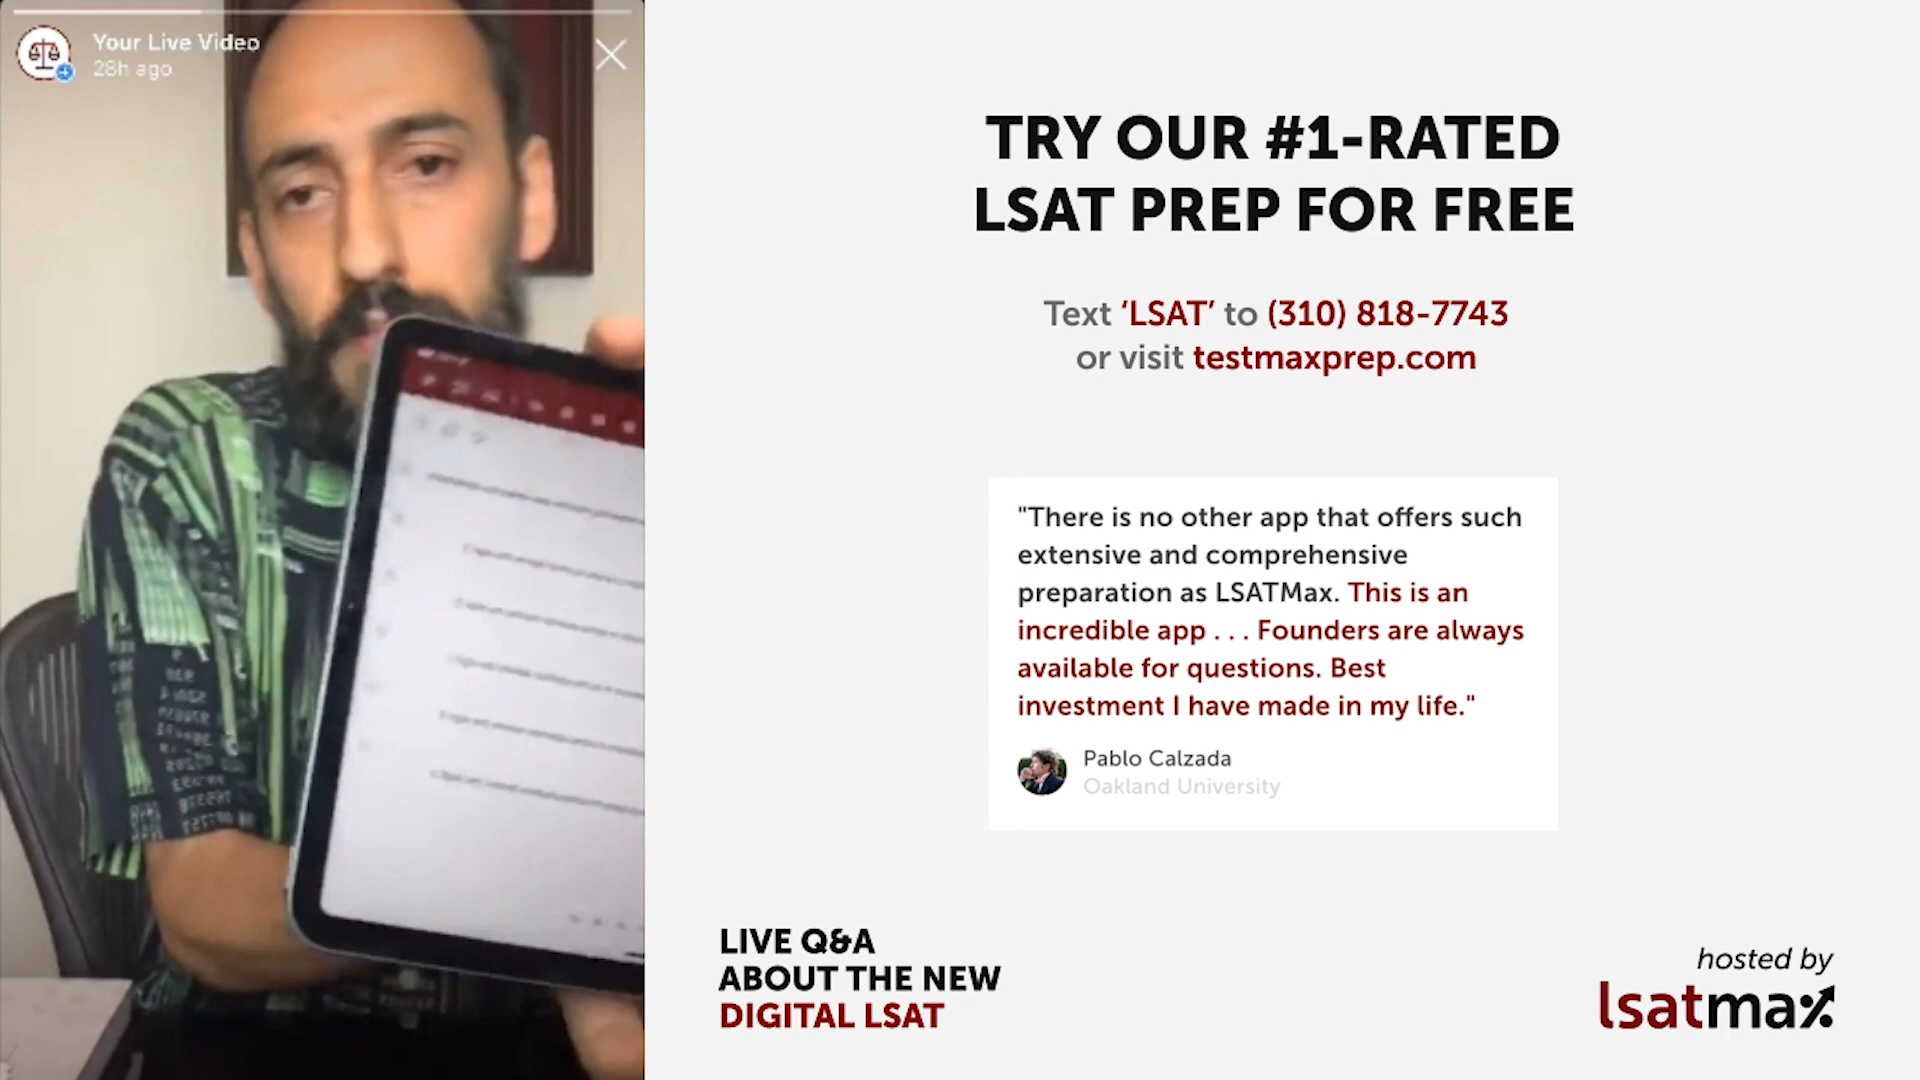 Your Live Video
28h ago
TRY OUR #1-RATED
LSAT PREP FOR FREE
Text ‘LSAT’ to (310) 818-7743
or visit testmaxprep.com
"There is no other app that offers such
extensive and comprehensive
preparation as LSATMax. This is an
incredible app . . . Founders are always
available for questions. Best
investment I have made in my life."
Pablo Calzada
Oakland University
LIVE Q&A
ABOUT THE NEW
DIGITAL LSAT
hosted by
lsatmax